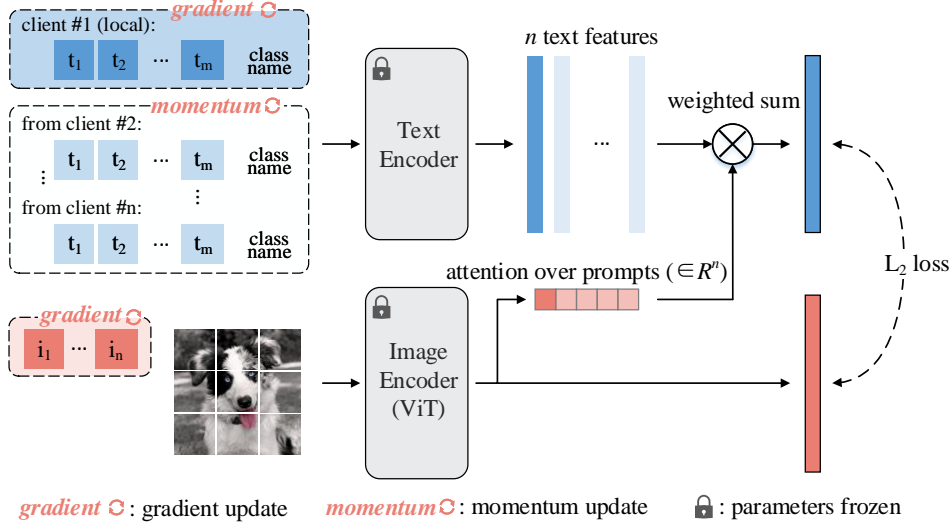 gradient
client #1 (local):
t1 t2 ... tm class name
momentum
from client #2:
t1 t2 ... tm class name
⋮ ⋮
from client #n:
t1 t2 ... tm class name
gradient
i1 ... in
Text Encoder
n text features
...
weighted sum
attention over prompts (∈ R^n)
Image Encoder (ViT)
L2 loss
gradient : gradient update
momentum : momentum update
: parameters frozen